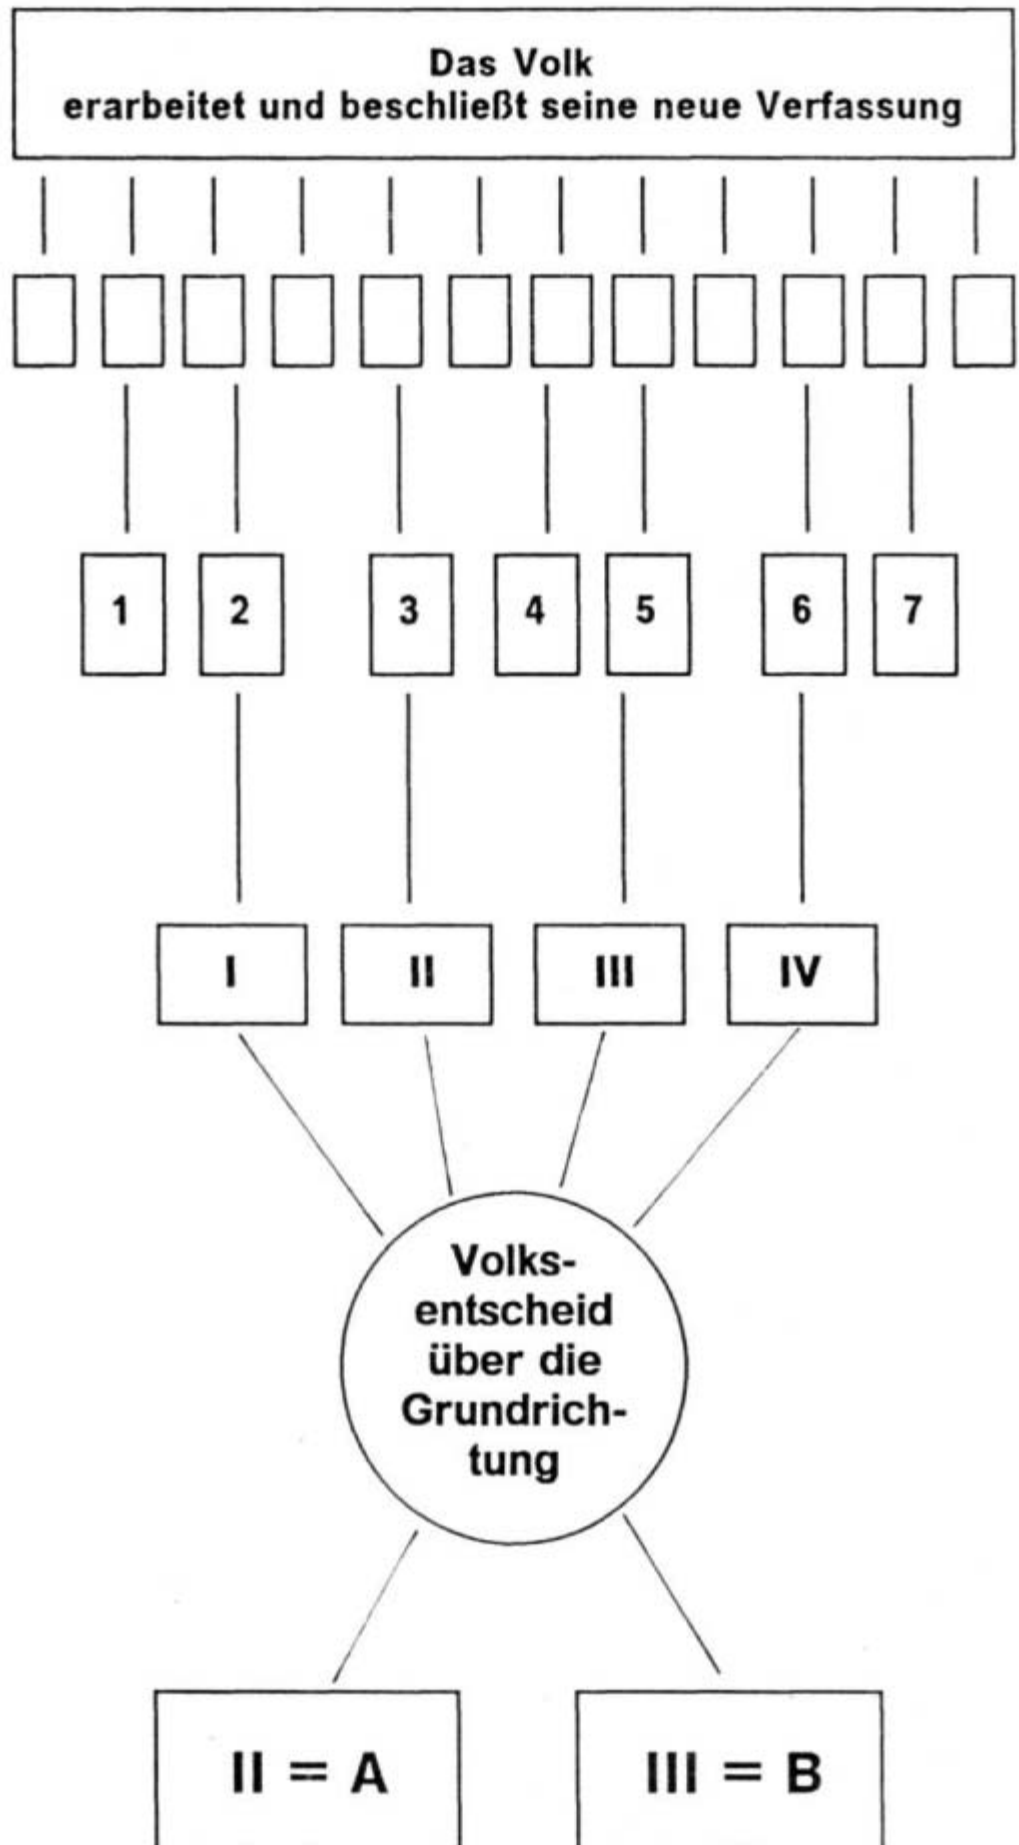 Das Volk
erarbeitet und beschließt seine neue Verfassung
1 2 3 4 5 6 7
I II III IV
Volks-
entscheid
über die
Grundrich-
tung
II = A III = B